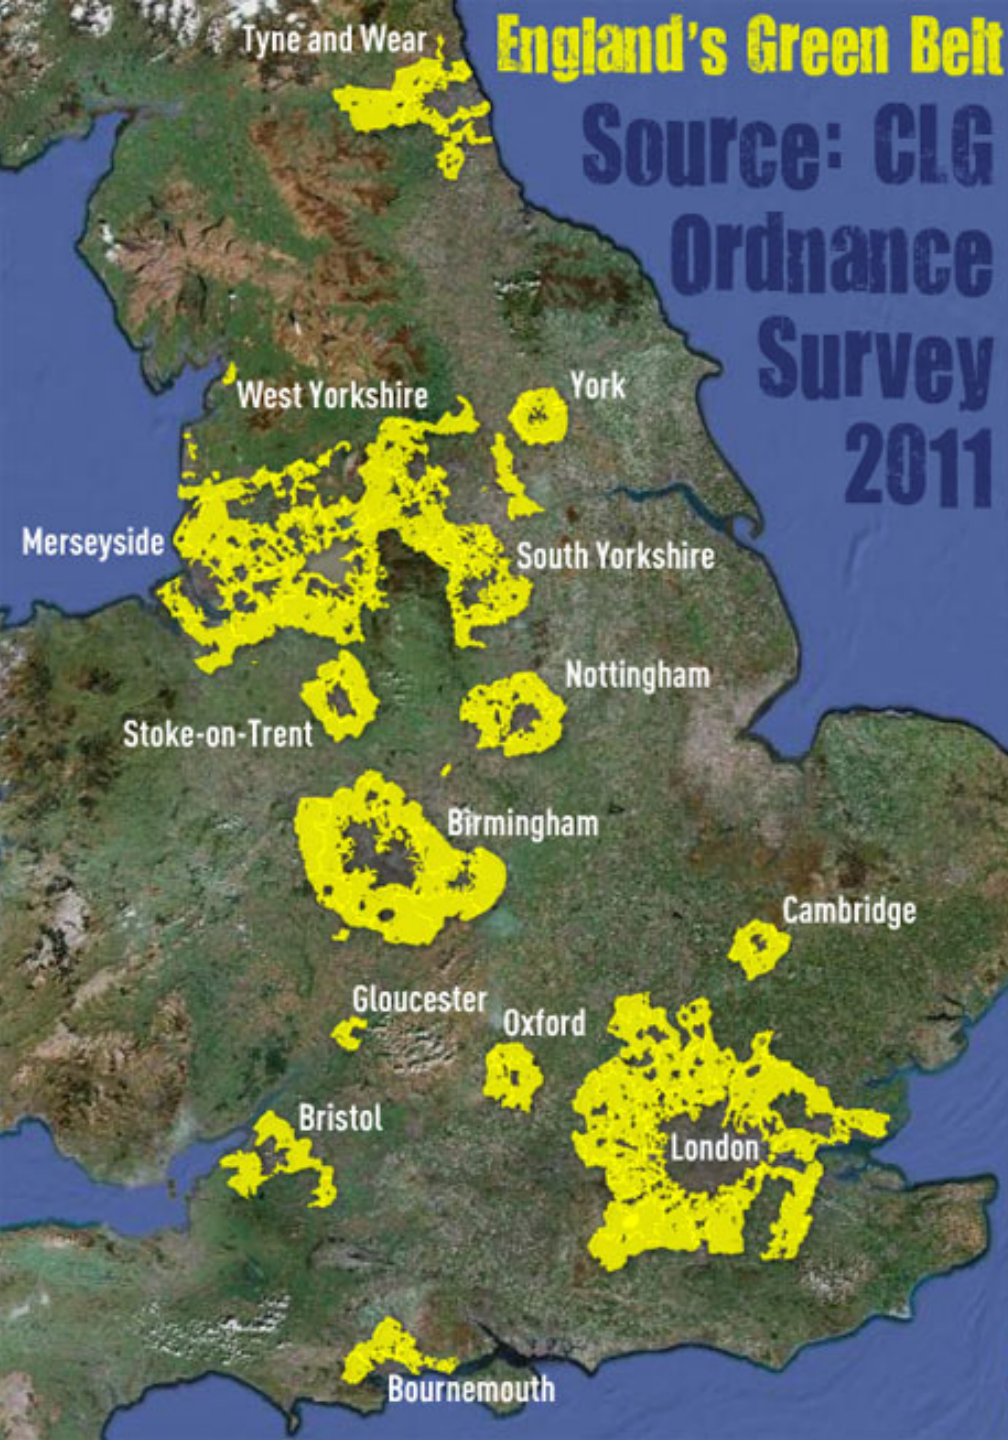 Tyne and Wear
England's Green Belt
Source: CLG
Ordnance
Survey
2011
West Yorkshire
York
Merseyside
South Yorkshire
Nottingham
Stoke-on-Trent
Birmingham
Cambridge
Gloucester
Oxford
Bristol
London
Bournemouth